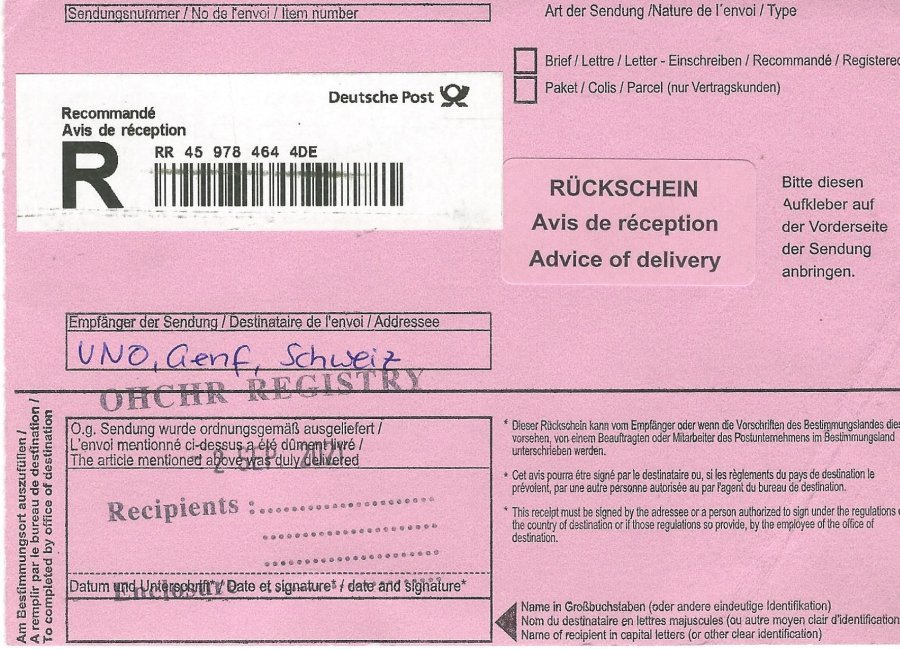 Sendungsnummer / No de l'envoi / Item number
Art der Sendung /Nature de l´envoi / Type
Brief / Lettre / Letter - Einschreiben / Recommandé / Registered
Paket / Colis / Parcel (nur Vertragskunden)
Deutsche Post
Recommandé
Avis de réception
R
RR 45 978 464 4DE
RÜCKSCHEIN
Avis de réception
Advice of delivery
Bitte diesen
Aufkleber auf
der Vorderseite
der Sendung
anbringen.
Empfänger der Sendung / Destinataire de l'envoi / Addressee
UNO, Genf, Schweiz
OHCHR REGISTRY
Am Bestimmungsort auszufüllen /
A remplir par le bureau de destination /
To completed by office of destination
O.g. Sendung wurde ordnungsgemäß ausgeliefert /
L'envoi mentionné ci-dessus a été dûment livré /
The article mentioned above was duly delivered
- 2 SEP. 2021
Recipients :
Datum und Unterschrift* / Date et signature* / date and signature*
Enclosure :
* Dieser Rückschein kann vom Empfänger oder wenn die Vorschriften des Bestimmungslandes dies
vorsehen, von einem Beauftragten oder Mitarbeiter des Postunternehmens im Bestimmungsland
unterschrieben werden.
* Cet avis pourra être signé par le destinataire ou, si les règlements du pays de destination le
prévoient, par une autre personne autorisée au par l'agent du bureau de destination.
* This receipt must be signed by the adressee or a person authorized to sign under the regulations
the country of destination or if those regulations so provide, by the employee of the office of
destination.
Name in Großbuchstaben (oder andere eindeutige Identifikation)
Nom du destinataire en lettres majuscules (ou autre moyen clair d'identification
Name of recipient in capital letters (or other clear identification)